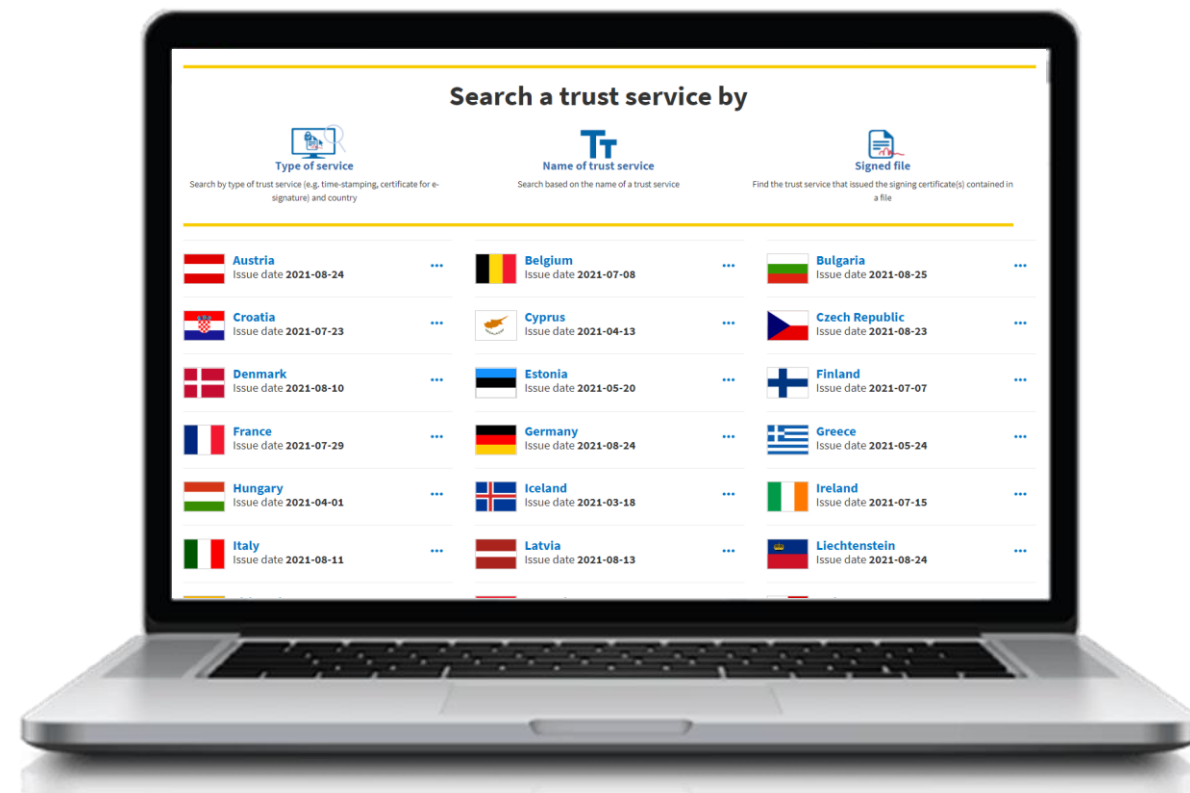 Search a trust service by
Type of service
Search by type of trust service (e.g. time-stamping, certificate for e-
signature) and country
Name of trust service
Search based on the name of a trust service
Signed file
Find the trust service that issued the signing certificate(s) contained in
a file
Austria
Issue date 2021-08-24
Belgium
Issue date 2021-07-08
Bulgaria
Issue date 2021-08-25
Croatia
Issue date 2021-07-23
Cyprus
Issue date 2021-04-13
Czech Republic
Issue date 2021-08-23
Denmark
Issue date 2021-08-10
Estonia
Issue date 2021-05-20
Finland
Issue date 2021-07-07
France
Issue date 2021-07-29
Germany
Issue date 2021-08-24
Greece
Issue date 2021-05-24
Hungary
Issue date 2021-04-01
Iceland
Issue date 2021-03-18
Ireland
Issue date 2021-07-15
Italy
Issue date 2021-08-11
Latvia
Issue date 2021-08-13
Liechtenstein
Issue date 2021-08-24